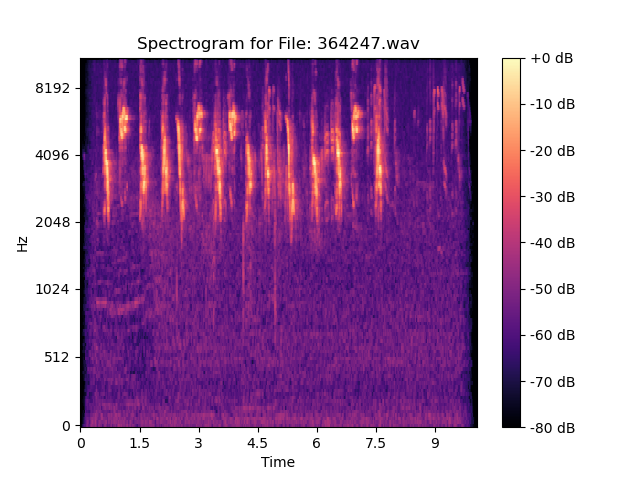 Spectrogram for File: 364247.wav
Hz
8192
4096
2048
1024
512
0
0 1.5 3 4.5 6 7.5 9
Time
+0 dB
-10 dB
-20 dB
-30 dB
-40 dB
-50 dB
-60 dB
-70 dB
-80 dB